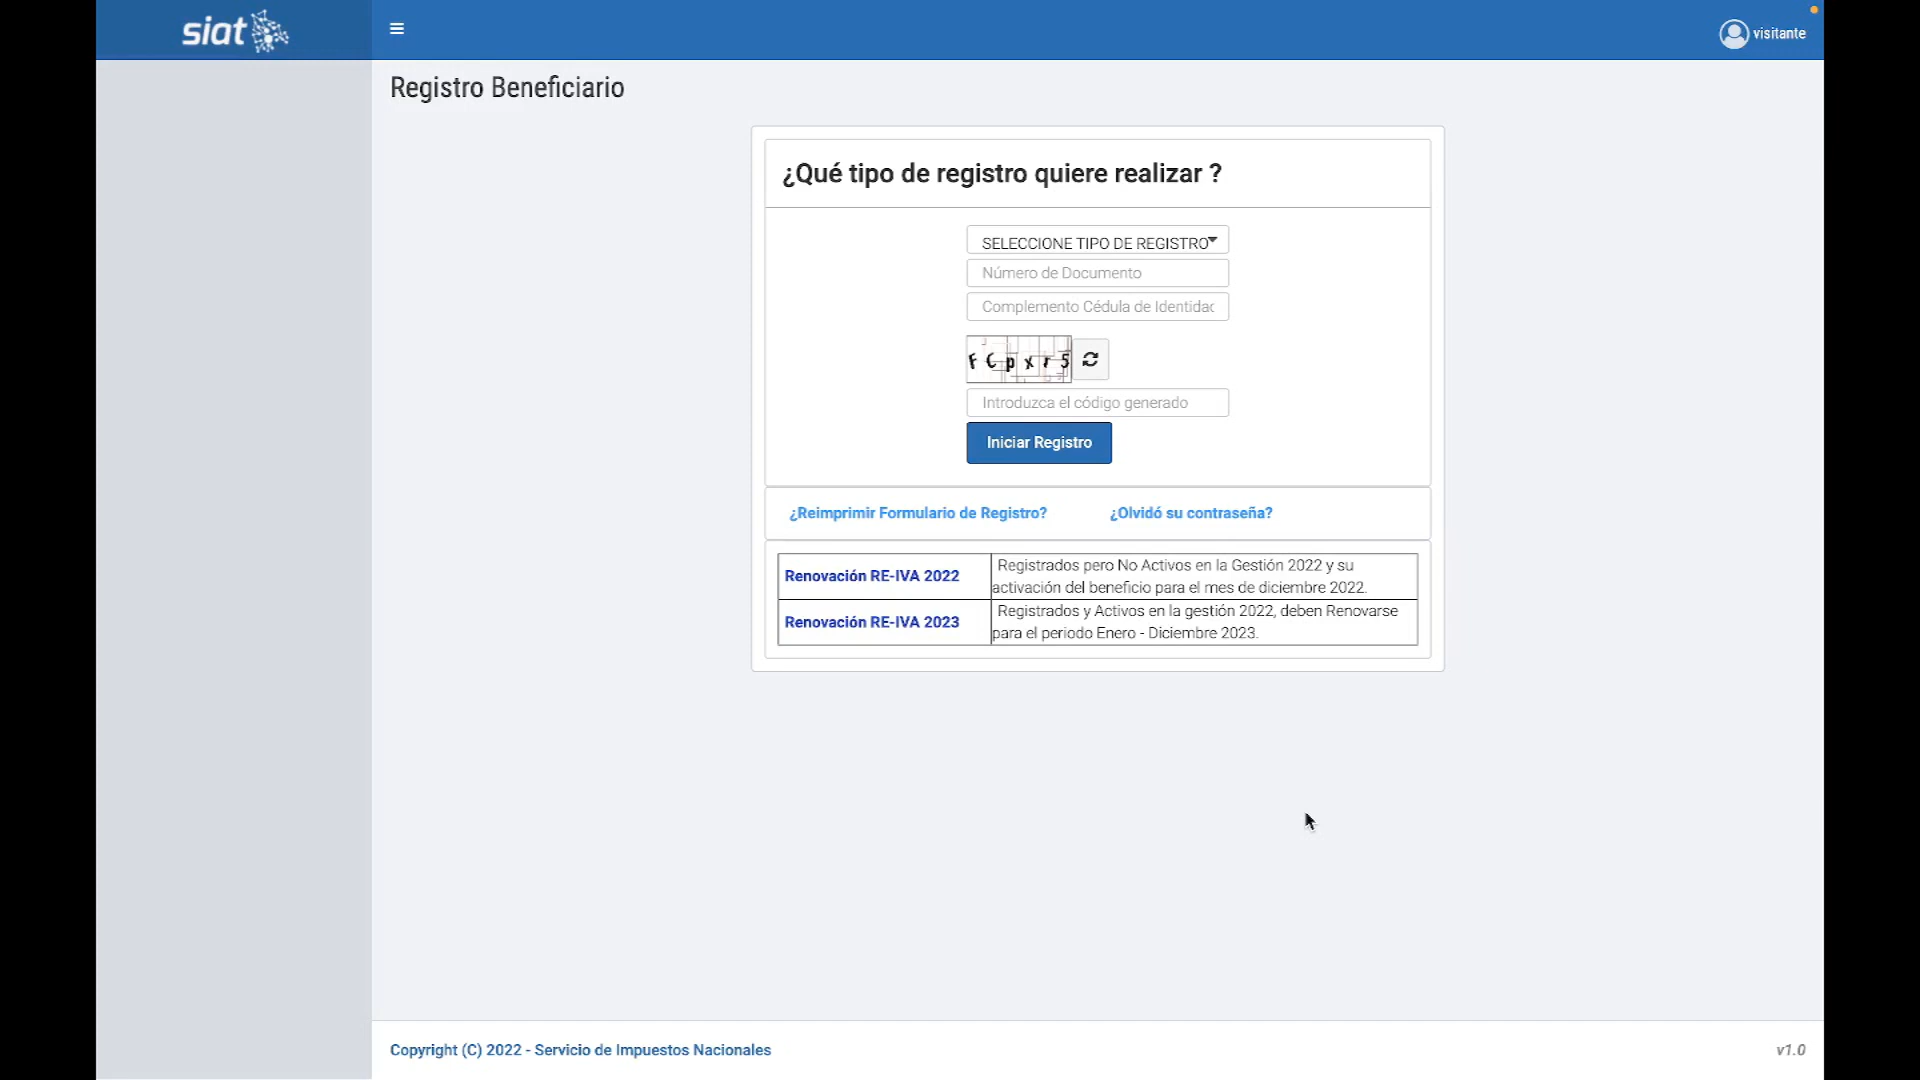 siat
visitante
Registro Beneficiario
¿Qué tipo de registro quiere realizar ?
SELECCIONE TIPO DE REGISTRO
Número de Documento
Complemento Cédula de Identidad
F C p x r 5
Introduzca el código generado
Iniciar Registro
¿Reimprimir Formulario de Registro? ¿Olvidó su contraseña?
Renovación RE-IVA 2022
Registrados pero No Activos en la Gestión 2022 y su
activación del beneficio para el mes de diciembre 2022.
Renovación RE-IVA 2023
Registrados y Activos en la gestión 2022, deben Renovarse
para el periodo Enero - Diciembre 2023.
Copyright (C) 2022 - Servicio de Impuestos Nacionales
v1.0